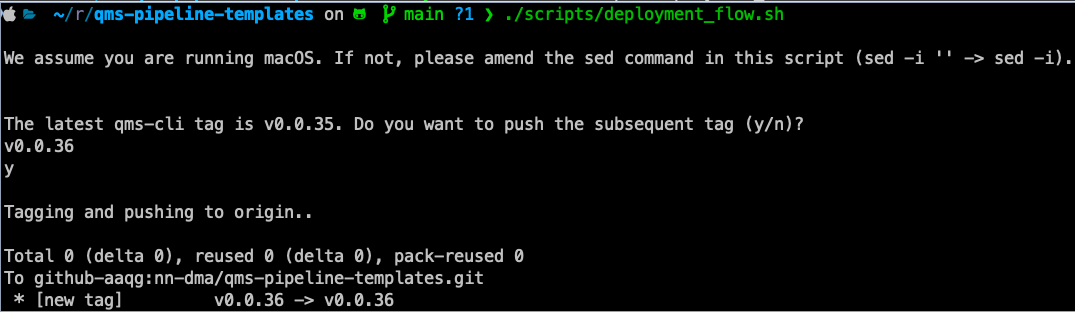 ~/r/qms-pipeline-templates on main ?1 ❯ ./scripts/deployment_flow.sh
We assume you are running macOS. If not, please amend the sed command in this script (sed -i '' -> sed -i).
The latest qms-cli tag is v0.0.35. Do you want to push the subsequent tag (y/n)?
v0.0.36
y
Tagging and pushing to origin..
Total 0 (delta 0), reused 0 (delta 0), pack-reused 0
To github-aaqg:nn-dma/qms-pipeline-templates.git
 * [new tag]         v0.0.36 -> v0.0.36